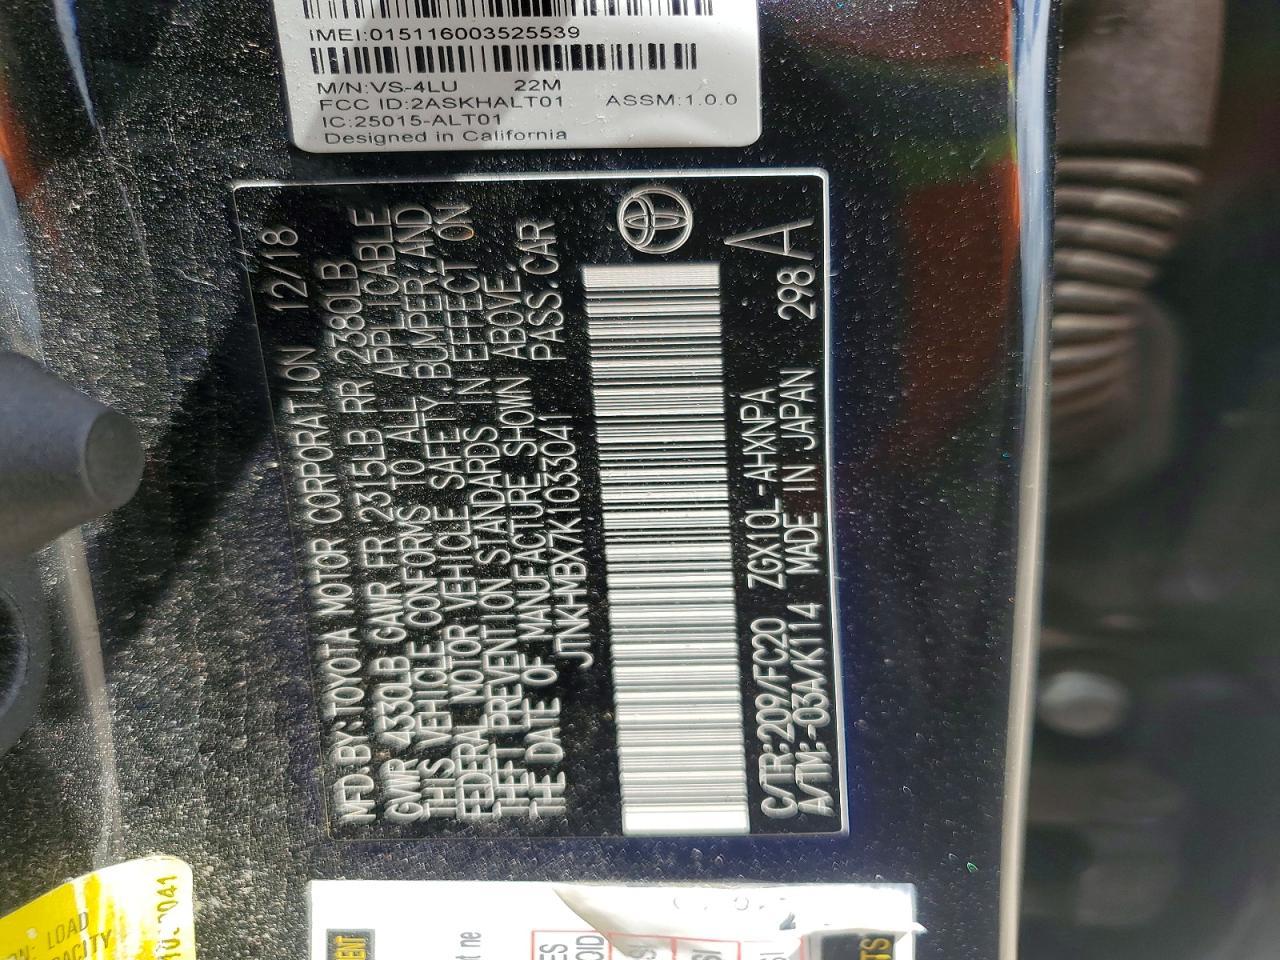 IMEI:015116003525539
M/N:VS-4LU 22M
FCC ID:2ASKHALT01 ASSM:1.0.0
IC:25015-ALT01
Designed in California
MFD.BY:TOYOTA MOTOR CORPORATION 12/18
GVWR 4330LB GAWR FR 2315LB RR 2380LB
THIS VEHICLE CONFORMS TO ALL APPLICABLE
FEDERAL MOTOR VEHICLE SAFETY, BUMPER, AND
THEFT PREVENTION STANDARDS IN EFFECT ON
THE DATE OF MANUFACTURE SHOWN ABOVE.
JTNKHMBX7K1033041 PASS.CAR
C/TR:209/FC20 ZGX10L-AHXNPA
A/TM:-03A/K114 MADE IN JAPAN 298A
LOAD